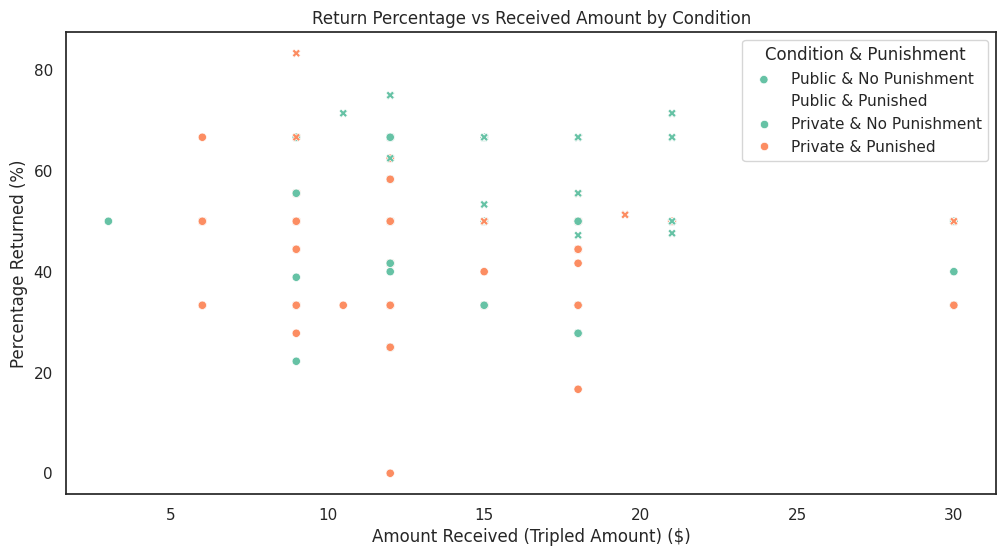 Return Percentage vs Received Amount by Condition
Percentage Returned (%)
80
60
40
20
0
Condition & Punishment
Public & No Punishment
Public & Punished
Private & No Punishment
Private & Punished
5
10
15
20
25
30
Amount Received (Tripled Amount) ($)